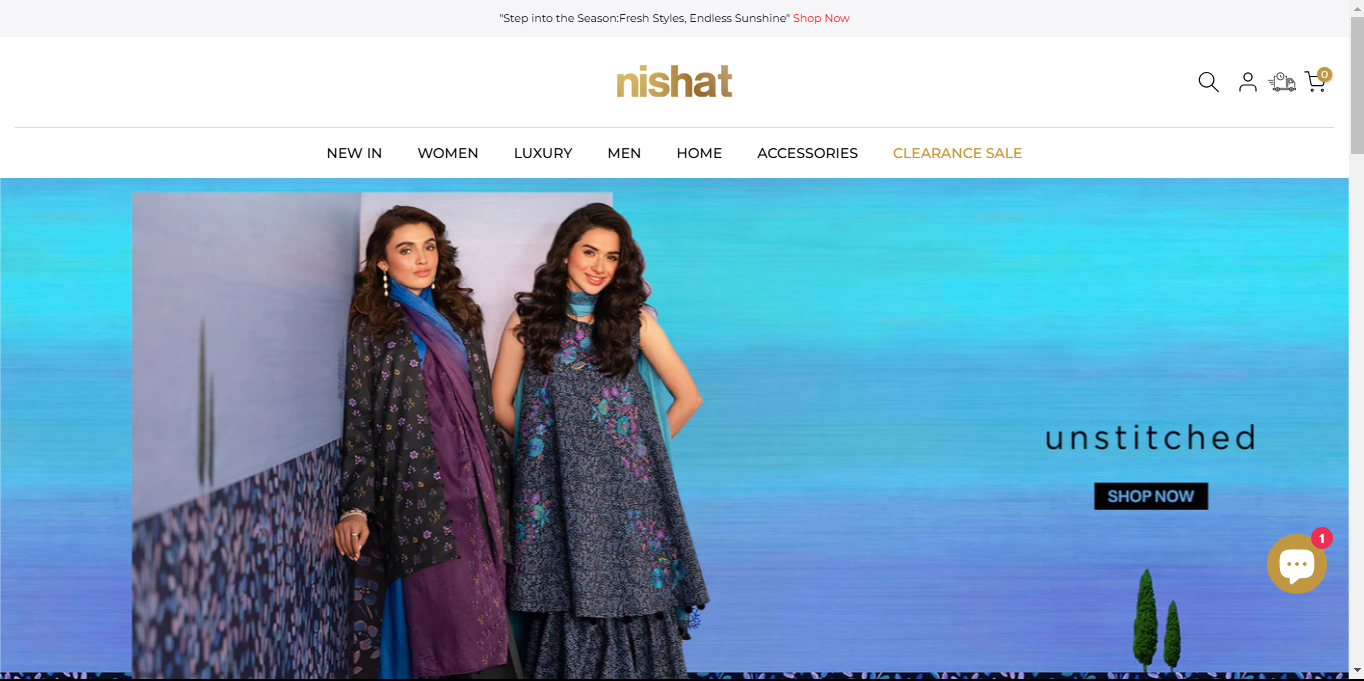 "Step into the Season:Fresh Styles, Endless Sunshine" Shop Now
nishat
0
NEW IN WOMEN LUXURY MEN HOME ACCESSORIES CLEARANCE SALE
unstitched
SHOP NOW
1